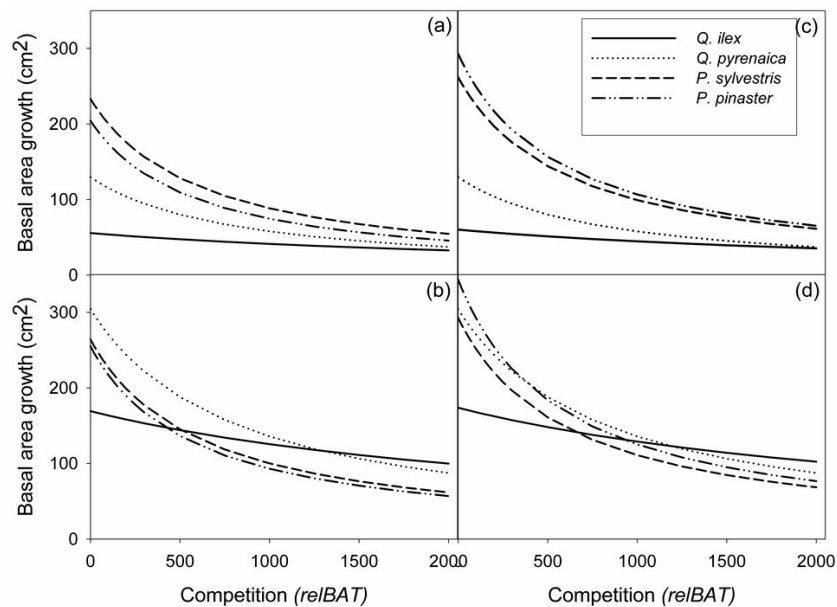 (a)
300
200
100
0
Basal area growth (cm2)
(c)
Q. ilex
Q. pyrenaica
P. sylvestris
P. pinaster
(b)
300
200
100
0
Basal area growth (cm2)
(d)
0 500 1000 1500 2000
0 500 1000 1500 2000
Competition (relBAT)
Competition (relBAT)